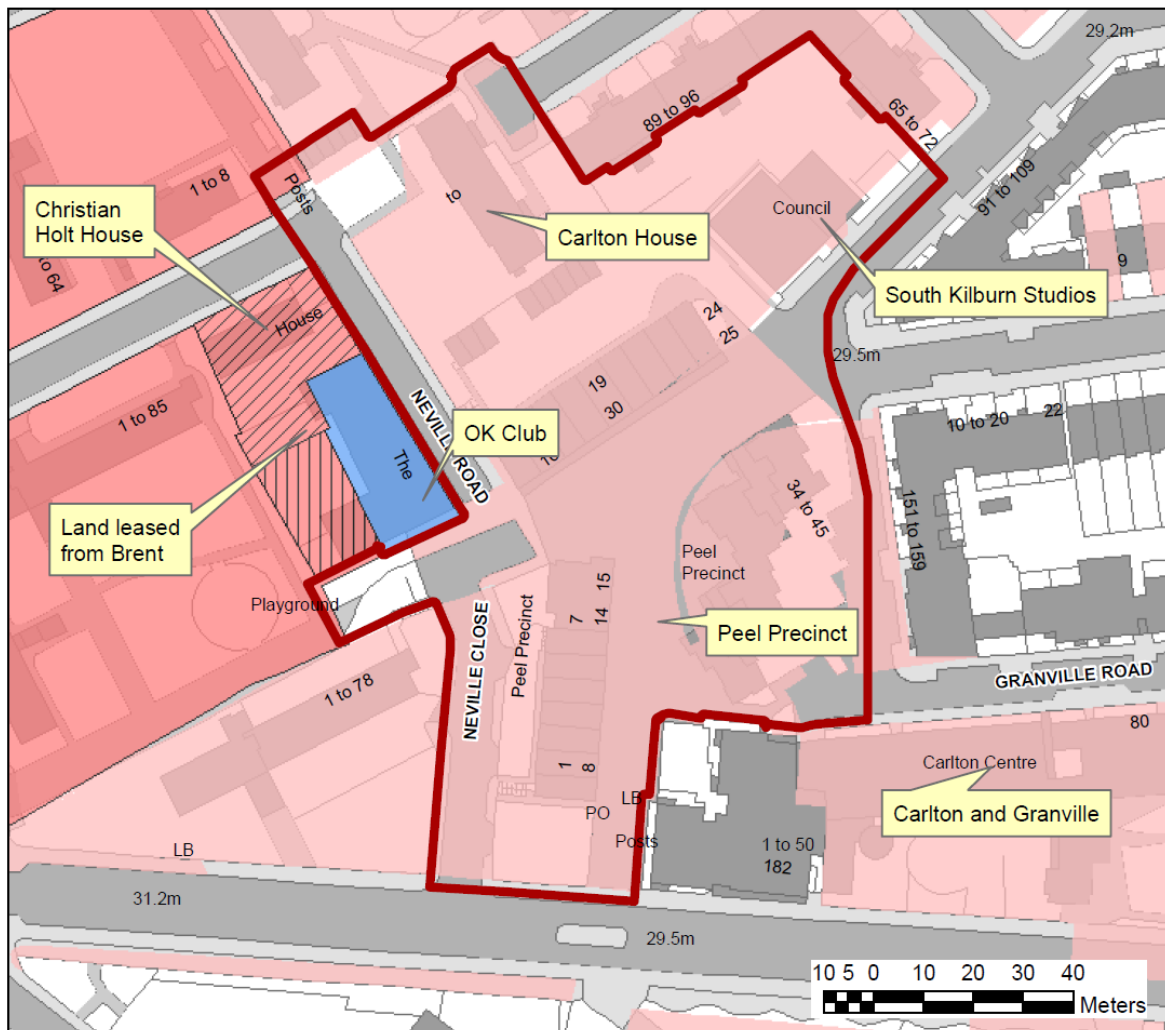 29.2m
89 to 96
65 to 72
1 to 8
Posts
Christian
Holt House
to
Carlton House
Council
91 to 109
to 64
House
9
South Kilburn Studios
24
25
29.5m
19
30
1 to 85
NEVILLE ROAD
OK Club
The
10 to 20
22
34 to 45
151 to 159
Land leased
from Brent
Peel
Precinct
Playground
7
15
14
Peel Precinct
Peel Precinct
NEVILLE CLOSE
1 to 78
GRANVILLE ROAD
80
Carlton Centre
1
8
LB
PO
Carlton and Granville
Posts
1 to 50
182
LB
31.2m
29.5m
10 5 0 10 20 30 40
Meters